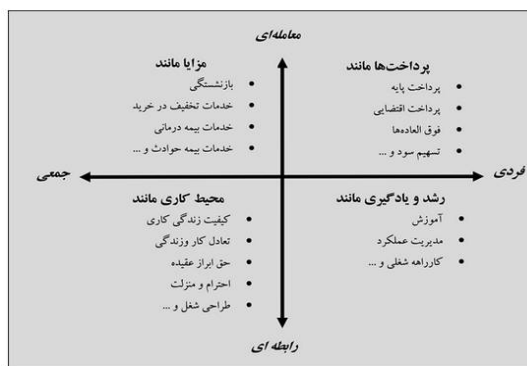 معامله‌ای
پرداخت‌ها مانند
پرداخت پایه
پرداخت اقتضایی
فوق العاده‌ها
تسهیم سود و ...
مزایا مانند
بازنشستگی
خدمات تخفیف در خرید
خدمات بیمه درمانی
خدمات بیمه حوادث و ...
فردی
جمعی
رشد و یادگیری مانند
آموزش
مدیریت عملکرد
کارراهه شغلی و ...
محیط کاری مانند
کیفیت زندگی کاری
تعادل کار وزندگی
حق ابراز عقیده
احترام و منزلت
طراحی شغل و ...
رابطه ای